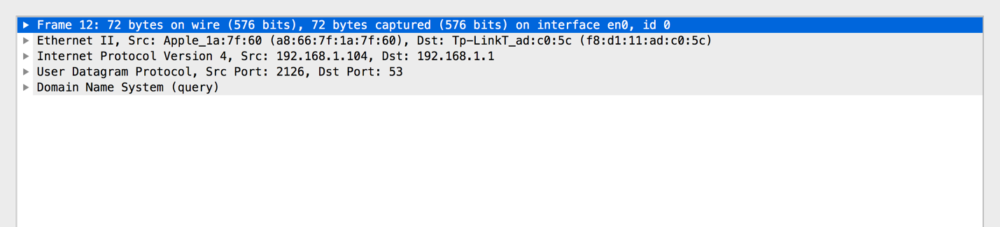 Frame 12: 72 bytes on wire (576 bits), 72 bytes captured (576 bits) on interface en0, id 0
Ethernet II, Src: Apple_1a:7f:60 (a8:66:7f:1a:7f:60), Dst: Tp-LinkT_ad:c0:5c (f8:d1:11:ad:c0:5c)
Internet Protocol Version 4, Src: 192.168.1.104, Dst: 192.168.1.1
User Datagram Protocol, Src Port: 2126, Dst Port: 53
Domain Name System (query)